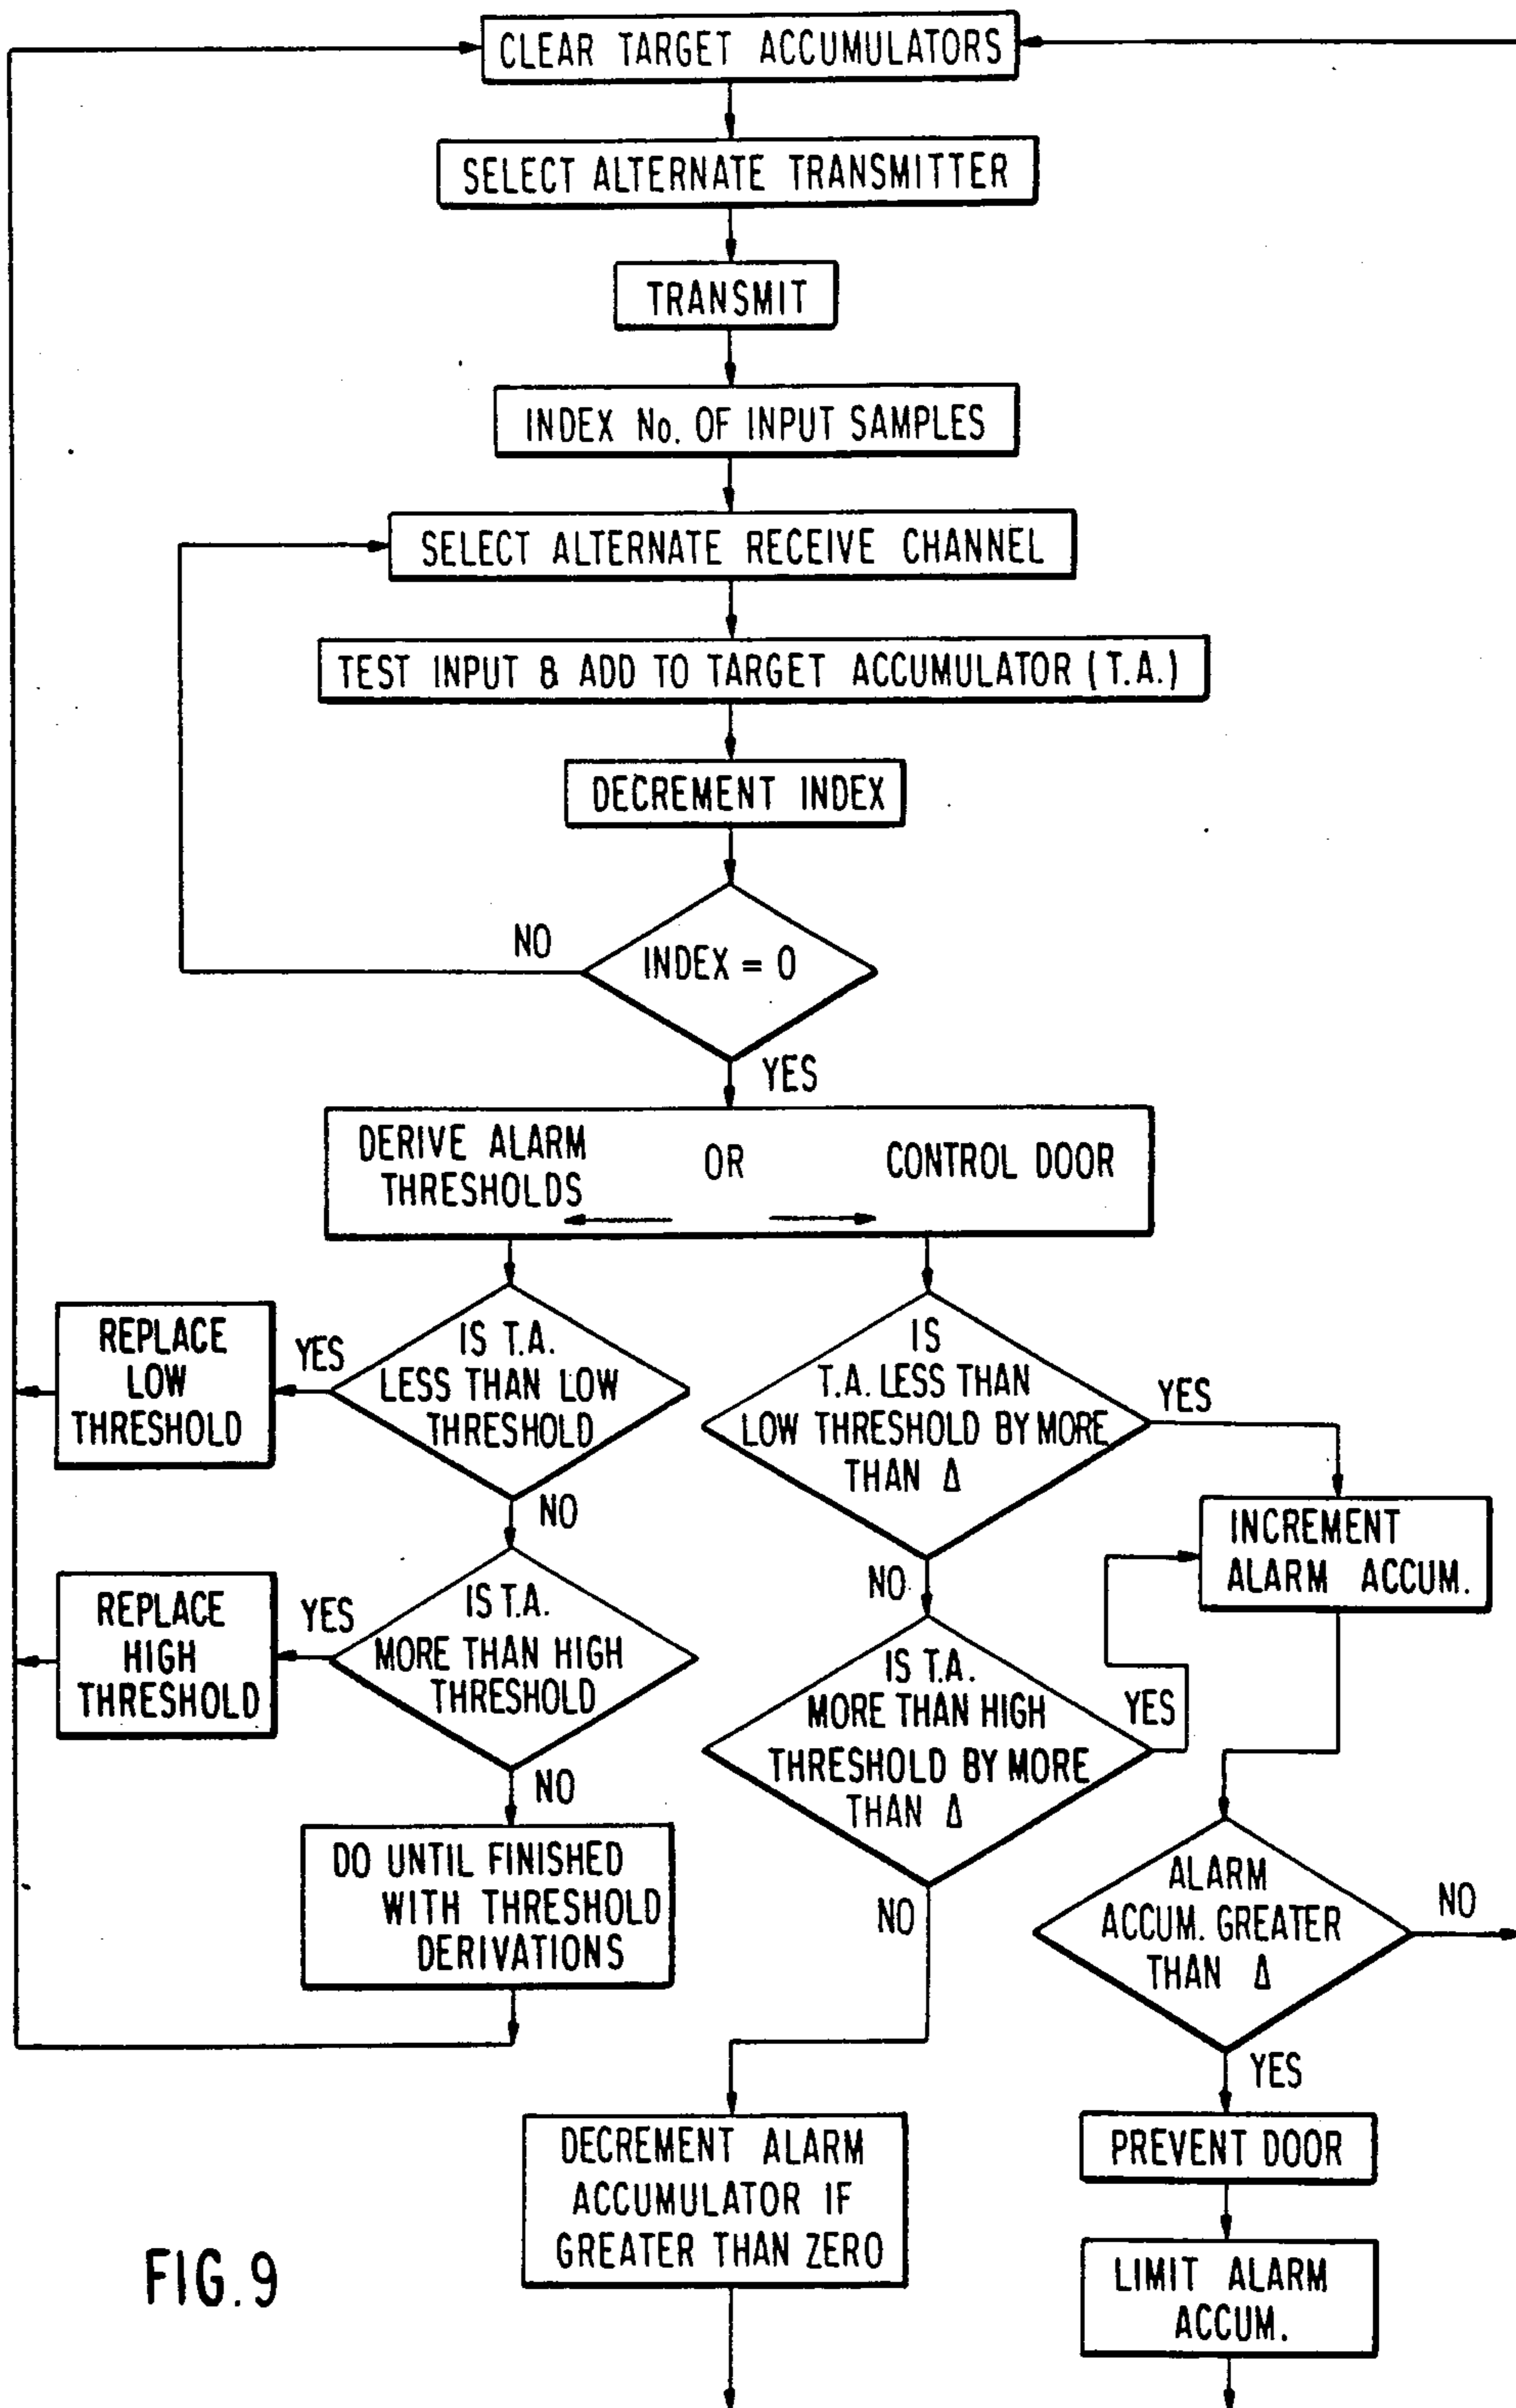 CLEAR TARGET ACCUMULATORS
SELECT ALTERNATE TRANSMITTER
TRANSMIT
INDEX No. OF INPUT SAMPLES
SELECT ALTERNATE RECEIVE CHANNEL
TEST INPUT & ADD TO TARGET ACCUMULATOR (T.A.)
DECREMENT INDEX
NO
INDEX = 0
YES
DERIVE ALARM
THRESHOLDS
OR
CONTROL DOOR
REPLACE
LOW
THRESHOLD
YES
IS T.A.
LESS THAN LOW
THRESHOLD
NO
REPLACE
HIGH
THRESHOLD
YES
IS T.A.
MORE THAN HIGH
THRESHOLD
NO
DO UNTIL FINISHED
WITH THRESHOLD
DERIVATIONS
IS
T.A. LESS THAN
LOW THRESHOLD BY MORE
THAN Δ
YES
NO
INCREMENT
ALARM ACCUM.
IS T.A.
MORE THAN HIGH
THRESHOLD BY MORE
THAN Δ
YES
NO
ALARM
ACCUM. GREATER
THAN Δ
NO
YES
DECREMENT ALARM
ACCUMULATOR IF
GREATER THAN ZERO
PREVENT DOOR
LIMIT ALARM
ACCUM.
FIG. 9